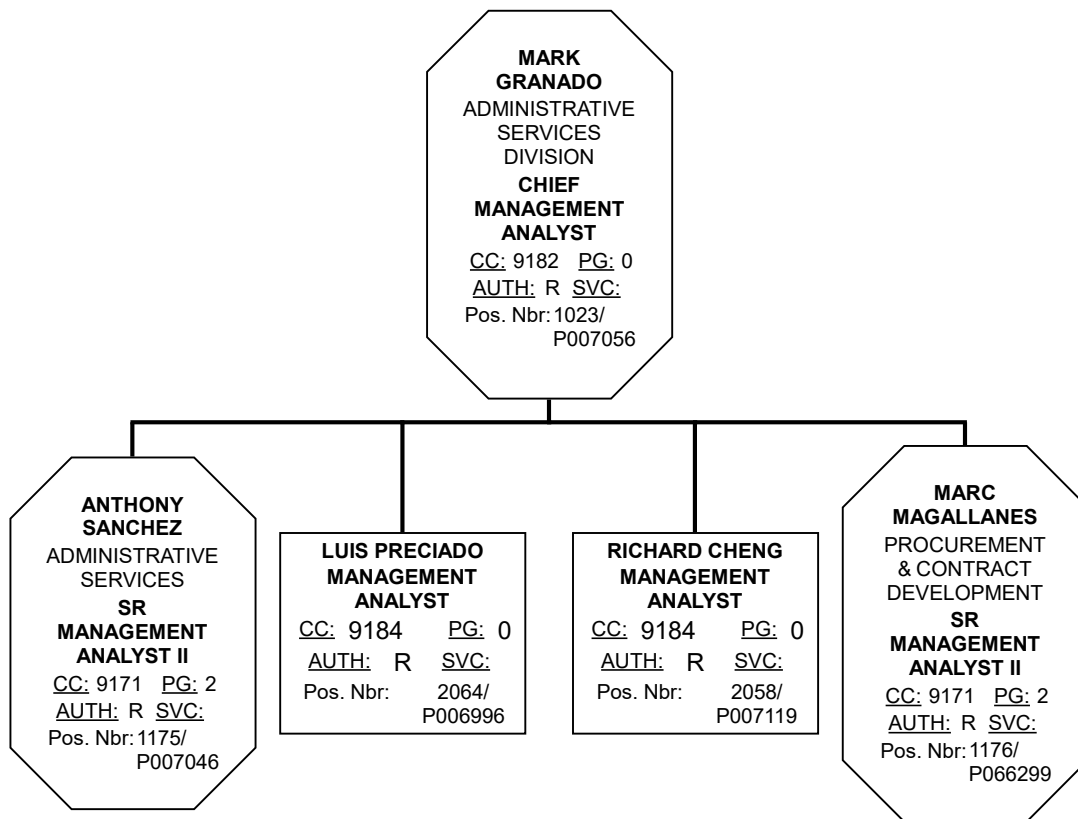 MARK
GRANADO
ADMINISTRATIVE
SERVICES
DIVISION
CHIEF
MANAGEMENT
ANALYST
CC: 9182 PG: 0
AUTH: R SVC:
Pos. Nbr: 1023/
P007056
ANTHONY
SANCHEZ
ADMINISTRATIVE
SERVICES
SR
MANAGEMENT
ANALYST II
CC: 9171 PG: 2
AUTH: R SVC:
Pos. Nbr: 1175/
P007046
LUIS PRECIADO
MANAGEMENT
ANALYST
CC: 9184 PG: 0
AUTH: R SVC:
Pos. Nbr: 2064/
P006996
RICHARD CHENG
MANAGEMENT
ANALYST
CC: 9184 PG: 0
AUTH: R SVC:
Pos. Nbr: 2058/
P007119
MARC
MAGALLANES
PROCUREMENT
& CONTRACT
DEVELOPMENT
SR
MANAGEMENT
ANALYST II
CC: 9171 PG: 2
AUTH: R SVC:
Pos. Nbr: 1176/
P066299